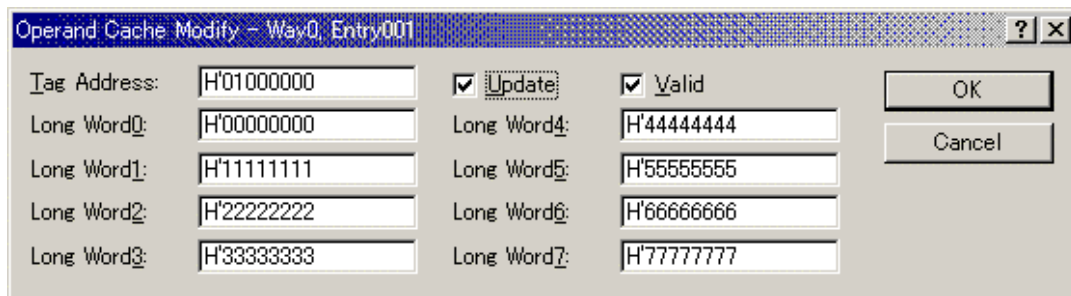 Operand Cache Modify - Way0, Entry001
Tag Address: H'01000000 Update Valid OK
Long Word0: H'00000000 Long Word4: H'44444444 Cancel
Long Word1: H'11111111 Long Word5: H'55555555
Long Word2: H'22222222 Long Word6: H'66666666
Long Word3: H'33333333 Long Word7: H'77777777